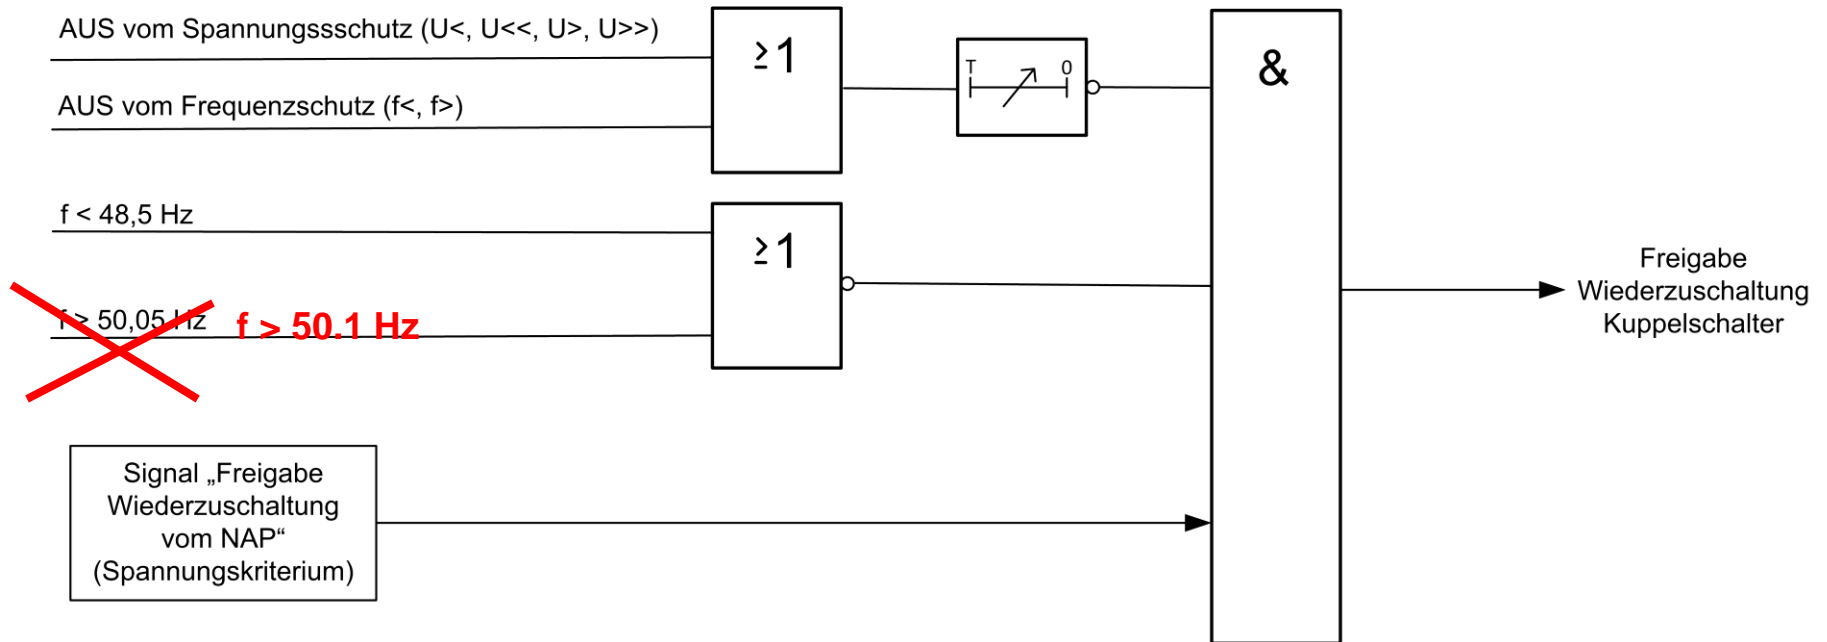 AUS vom Spannungssschutz (U<, U<<, U>, U>>)
≥1
T 0
&
AUS vom Frequenzschutz (f<, f>)
f < 48,5 Hz
≥1
f > 50,05 Hz f > 50.1 Hz
Freigabe
Wiederzuschaltung
Kuppelschalter
Signal „Freigabe
Wiederzuschaltung
vom NAP“
(Spannungskriterium)